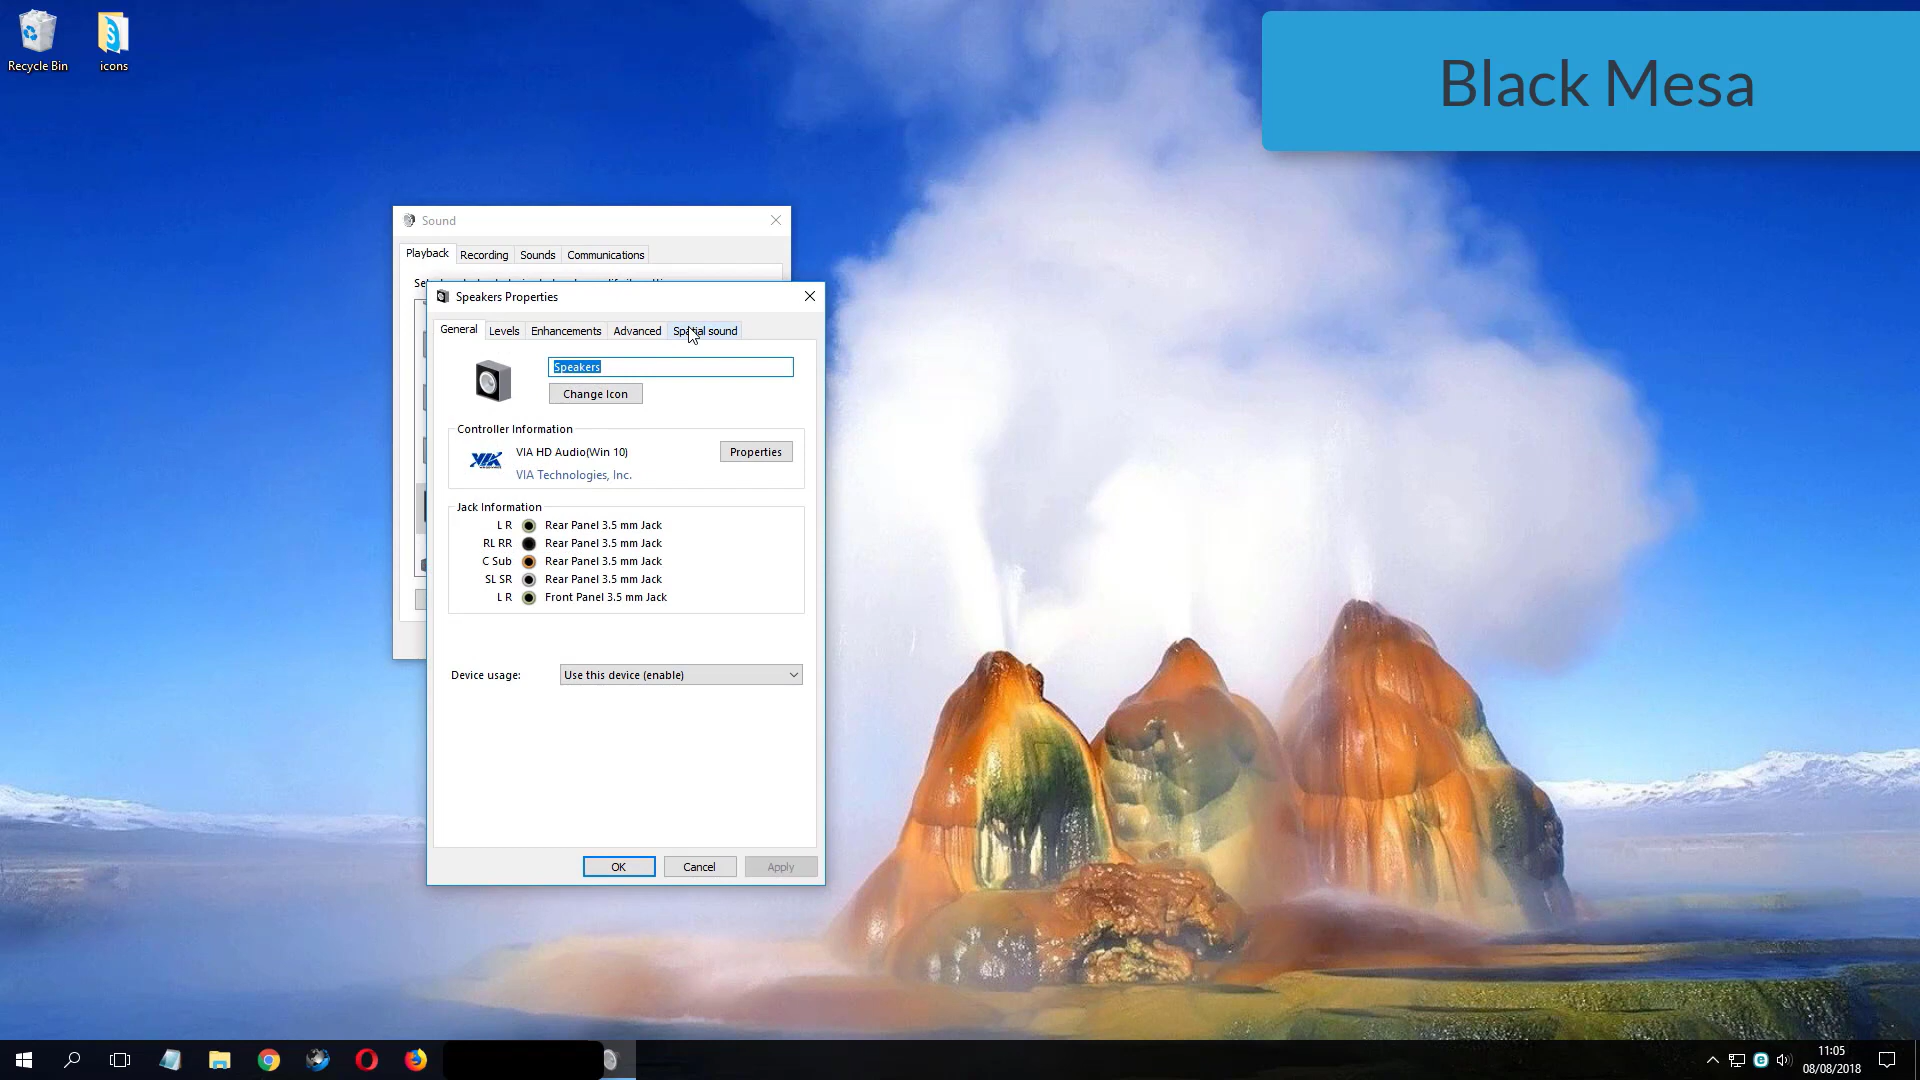 Recycle Bin
icons
Black Mesa
Sound
Playback
Recording
Sounds
Communications
Speakers Properties
General
Levels
Enhancements
Advanced
Spatial sound
Speakers
Change Icon
Controller Information
VIA HD Audio(Win 10)
Properties
VIA
VIA Technologies, Inc.
Jack Information
L R Rear Panel 3.5 mm Jack
RL RR Rear Panel 3.5 mm Jack
C Sub Rear Panel 3.5 mm Jack
SL SR Rear Panel 3.5 mm Jack
L R Front Panel 3.5 mm Jack
Device usage:
Use this device (enable)
OK
Cancel
Apply
11:05
08/08/2018